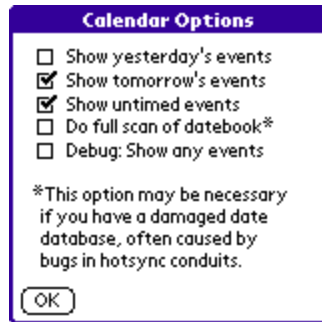 Calendar Options
Show yesterday's events
Show tomorrow's events
Show untimed events
Do full scan of datebook*
Debug: Show any events
*This option may be necessary
if you have a damaged date
database, often caused by
bugs in hotsync conduits.
OK